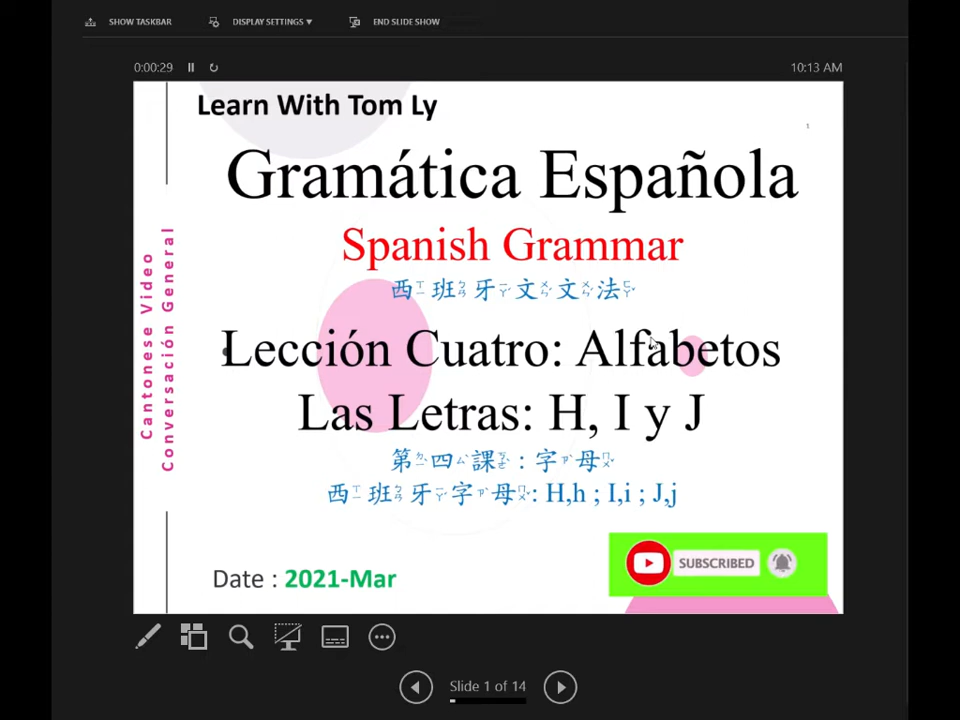 SHOW TASKBAR
DISPLAY SETTINGS ▼
END SLIDE SHOW
0:00:29
10:13 AM
Learn With Tom Ly
1
Gramática Española
Spanish Grammar
西班牙文文法
Cantonese Video
Conversación General
Lección Cuatro: Alfabetos
Las Letras: H, I y J
第四課 : 字母
西班牙字母: H,h ; I,i ; J,j
SUBSCRIBED
Date : 2021-Mar
Slide 1 of 14